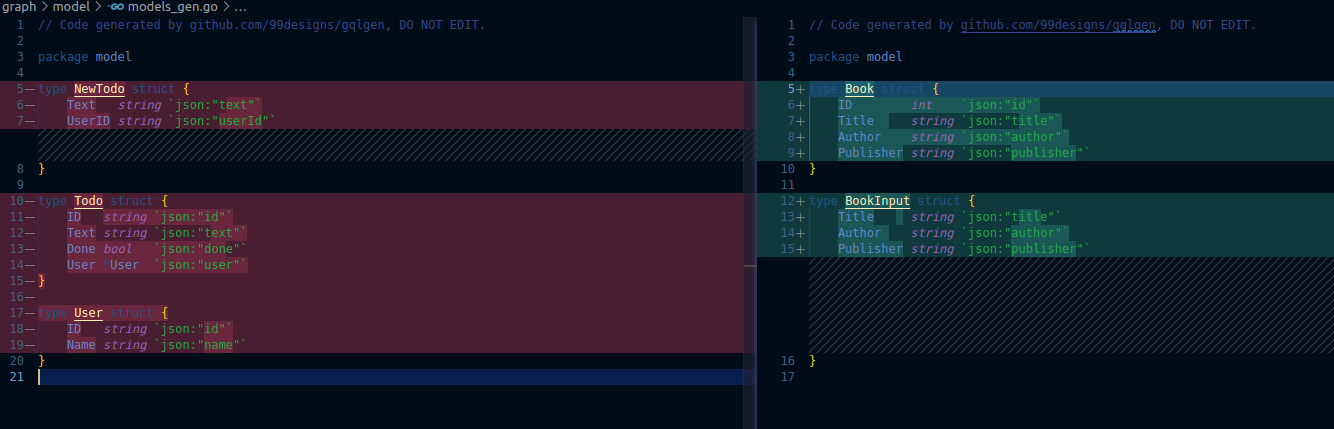 graph > model > models_gen.go > ...
1 // Code generated by github.com/99designs/gqlgen, DO NOT EDIT.
2
3 package model
4
5— type NewTodo struct {
6— Text string `json:"text"`
7— UserID string `json:"userId"`
8 }
9
10— type Todo struct {
11— ID string `json:"id"`
12— Text string `json:"text"`
13— Done bool `json:"done"`
14— User *User `json:"user"`
15— }
16—
17— type User struct {
18— ID string `json:"id"`
19— Name string `json:"name"`
20 }
21
1 // Code generated by github.com/99designs/gqlgen, DO NOT EDIT.
2
3 package model
4
5+ type Book struct {
6+ ID int `json:"id"`
7+ Title string `json:"title"`
8+ Author string `json:"author"`
9+ Publisher string `json:"publisher"`
10 }
11
12+ type BookInput struct {
13+ Title string `json:"title"`
14+ Author string `json:"author"`
15+ Publisher string `json:"publisher"`
16 }
17